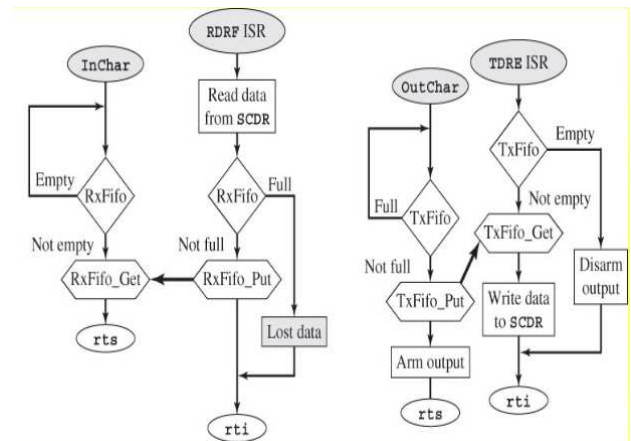 InChar
Empty
RxFifo
Not empty
RxFifo_Get
rts
RDRF ISR
Read data
from SCDR
RxFifo
Full
Not full
RxFifo_Put
Lost data
rti
OutChar
Full
TxFifo
Not full
TxFifo_Put
Arm output
rts
TDRE ISR
TxFifo
Empty
Not empty
TxFifo_Get
Disarm
output
Write data
to SCDR
rti